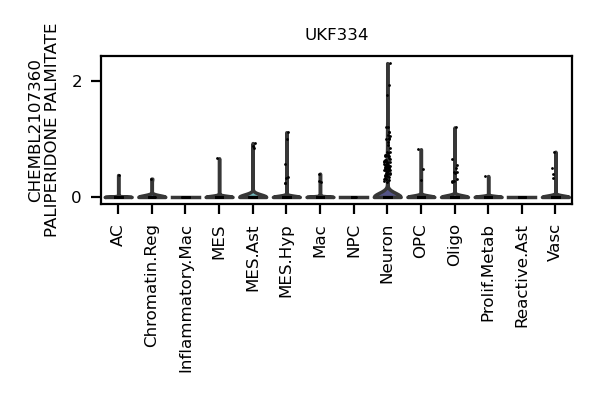 UKF334
CHEMBL2107360
PALIPERIDONE PALMITATE
2
0
AC
Chromatin.Reg
Inflammatory.Mac
MES
MES.Ast
MES.Hyp
Mac
NPC
Neuron
OPC
Oligo
Prolif.Metab
Reactive.Ast
Vasc